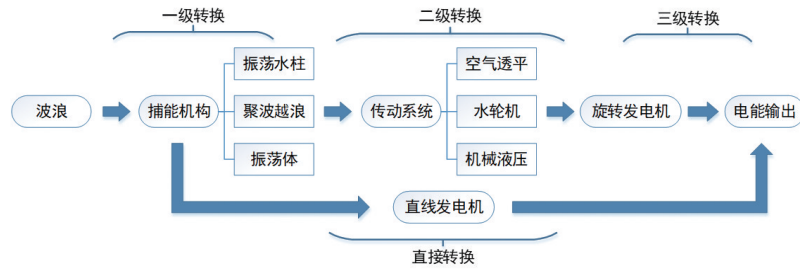 一级转换
二级转换
三级转换
振荡水柱
空气透平
波浪
捕能机构
聚波越浪
传动系统
水轮机
旋转发电机
电能输出
振荡体
机械液压
直线发电机
直接转换